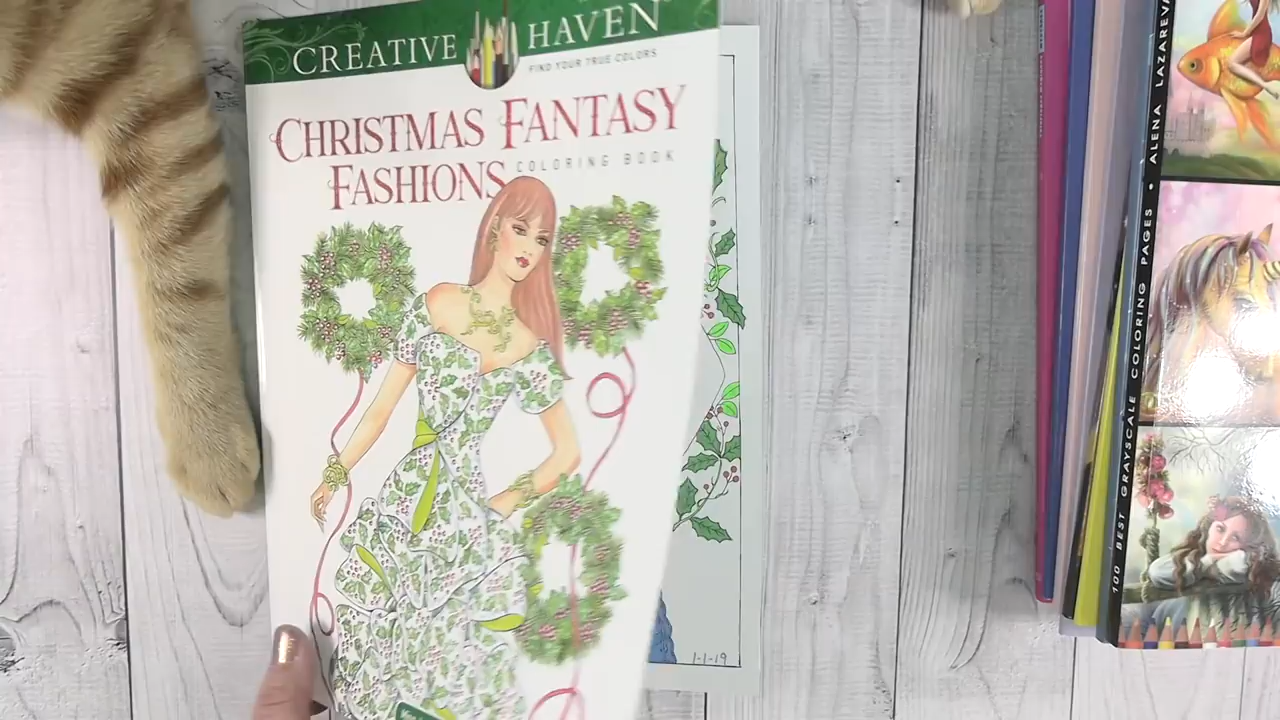 CREATIVE HAVEN
FIND YOUR TRUE COLORS
CHRISTMAS FANTASY
FASHIONS COLORING BOOK
1-1-19
100 BEST GRAYSCALE COLORING PAGES • ALENA LAZAREVA